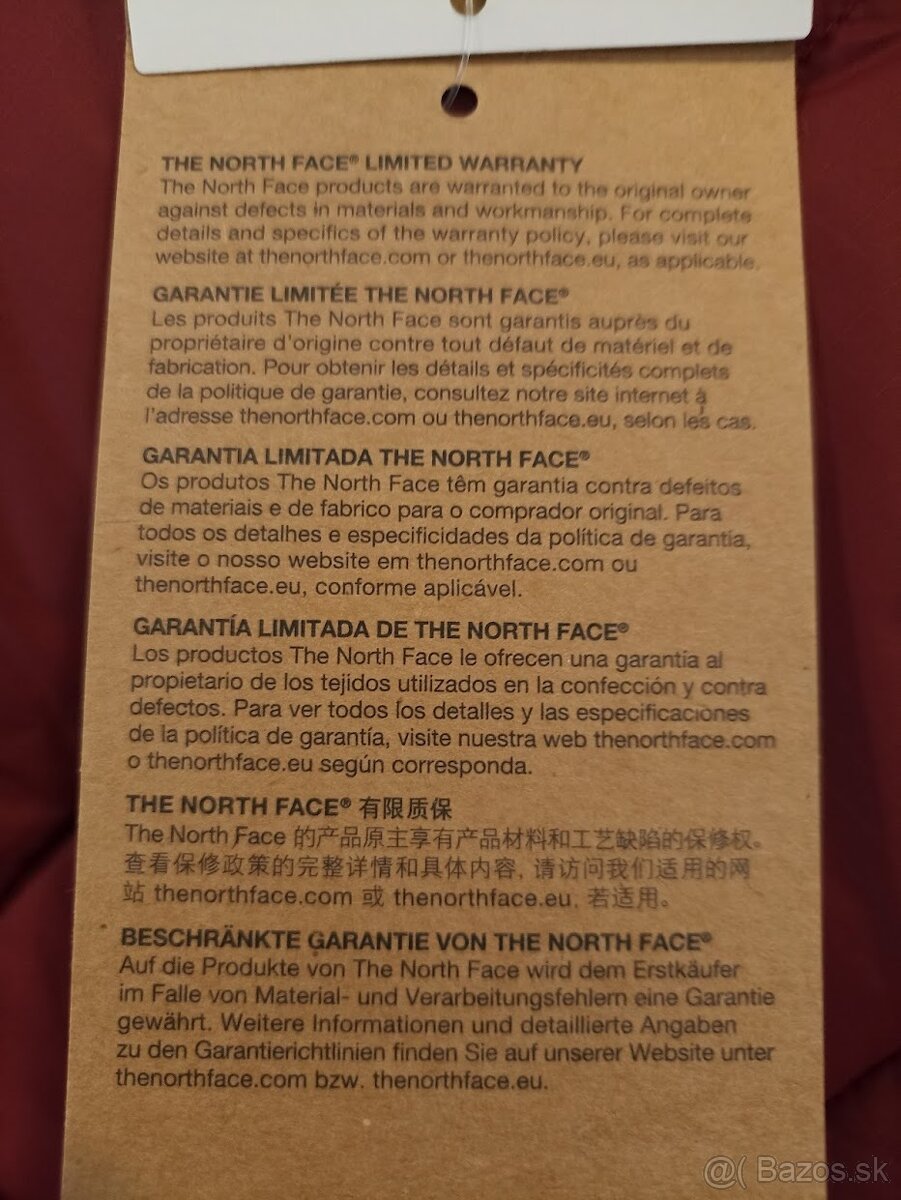 THE NORTH FACE® LIMITED WARRANTY
The North Face products are warranted to the original owner
against defects in materials and workmanship. For complete
details and specifics of the warranty policy, please visit our
website at thenorthface.com or thenorthface.eu, as applicable.
GARANTIE LIMITÉE THE NORTH FACE®
Les produits The North Face sont garantis auprès du
propriétaire d'origine contre tout défaut de matériel et de
fabrication. Pour obtenir les détails et spécificités complets
de la politique de garantie, consultez notre site internet à
l'adresse thenorthface.com ou thenorthface.eu, selon les cas.
GARANTIA LIMITADA THE NORTH FACE®
Os produtos The North Face têm garantia contra defeitos
de materiais e de fabrico para o comprador original. Para
todos os detalhes e especificidades da política de garantia,
visite o nosso website em thenorthface.com ou
thenorthface.eu, conforme aplicável.
GARANTÍA LIMITADA DE THE NORTH FACE®
Los productos The North Face le ofrecen una garantía al
propietario de los tejidos utilizados en la confección y contra
defectos. Para ver todos los detalles y las especificaciones
de la política de garantía, visite nuestra web thenorthface.com
o thenorthface.eu según corresponda.
THE NORTH FACE® 有限质保
The North Face 的产品原主享有产品材料和工艺缺陷的保修权。
查看保修政策的完整详情和具体内容, 请访问我们适用的网
站 thenorthface.com 或 thenorthface.eu, 若适用。
BESCHRÄNKTE GARANTIE VON THE NORTH FACE®
Auf die Produkte von The North Face wird dem Erstkäufer
im Falle von Material- und Verarbeitungsfehlern eine Garantie
gewährt. Weitere Informationen und detaillierte Angaben
zu den Garantierichtlinien finden Sie auf unserer Website unter
thenorthface.com bzw. thenorthface.eu.
@( Bazos.sk